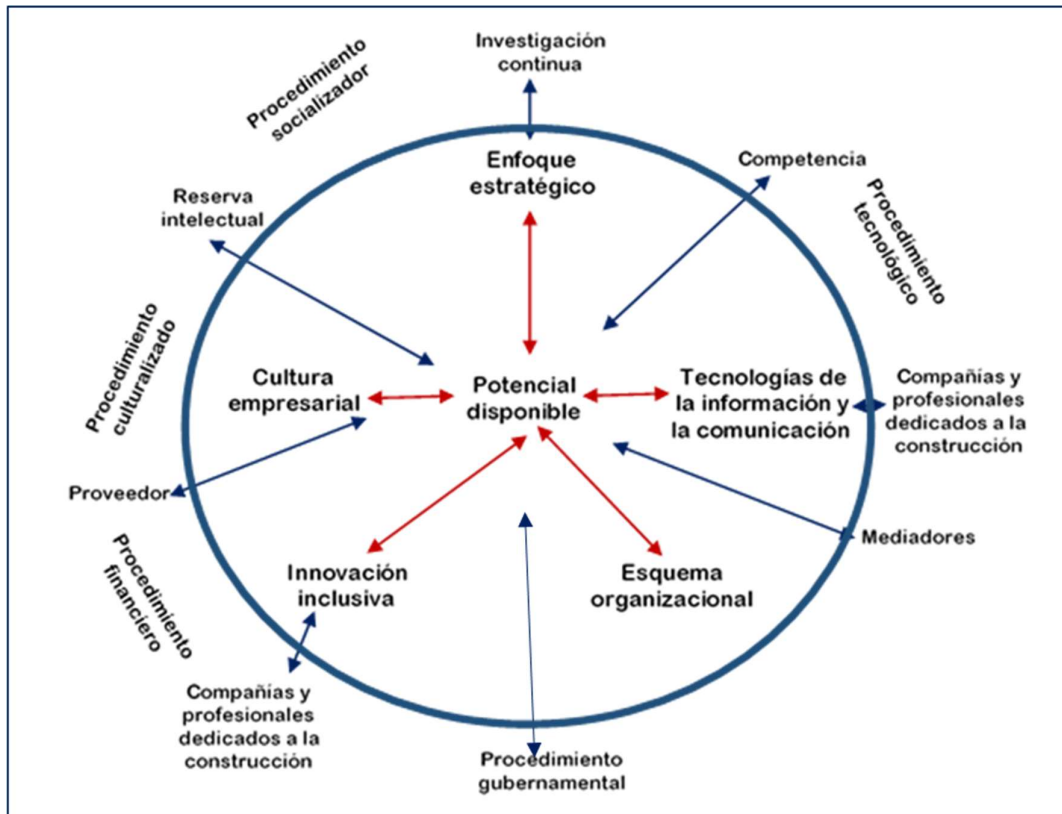 Investigación
continua
Procedimiento
socializador
Enfoque
estratégico
Competencia
Procedimiento
tecnológico
Reserva
intelectual
Procedimiento
culturalizado
Cultura
empresarial
Potencial
disponible
Tecnologías de
la información y
la comunicación
Compañías y
profesionales
dedicados a la
construcción
Proveedor
Mediadores
Procedimiento
financiero
Innovación
inclusiva
Esquema
organizacional
Compañías y
profesionales
dedicados a la
construcción
Procedimiento
gubernamental